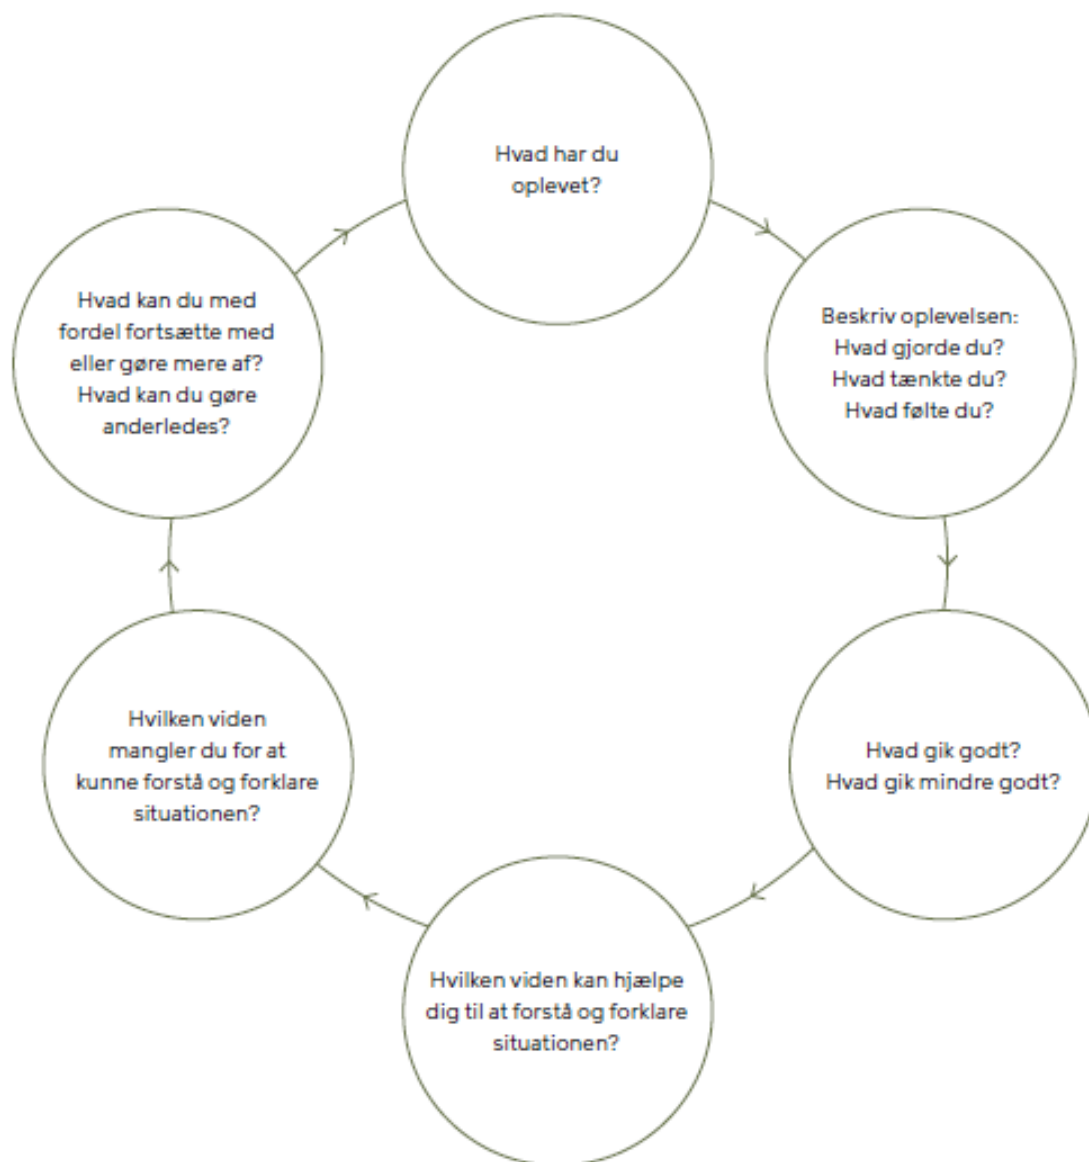 Hvad har du
oplevet?
Beskriv oplevelsen:
Hvad gjorde du?
Hvad tænkte du?
Hvad følte du?
Hvad gik godt?
Hvad gik mindre godt?
Hvilken viden kan hjælpe
dig til at forstå og forklare
situationen?
Hvilken viden
mangler du for at
kunne forstå og forklare
situationen?
Hvad kan du med
fordel fortsætte med
eller gøre mere af?
Hvad kan du gøre
anderledes?